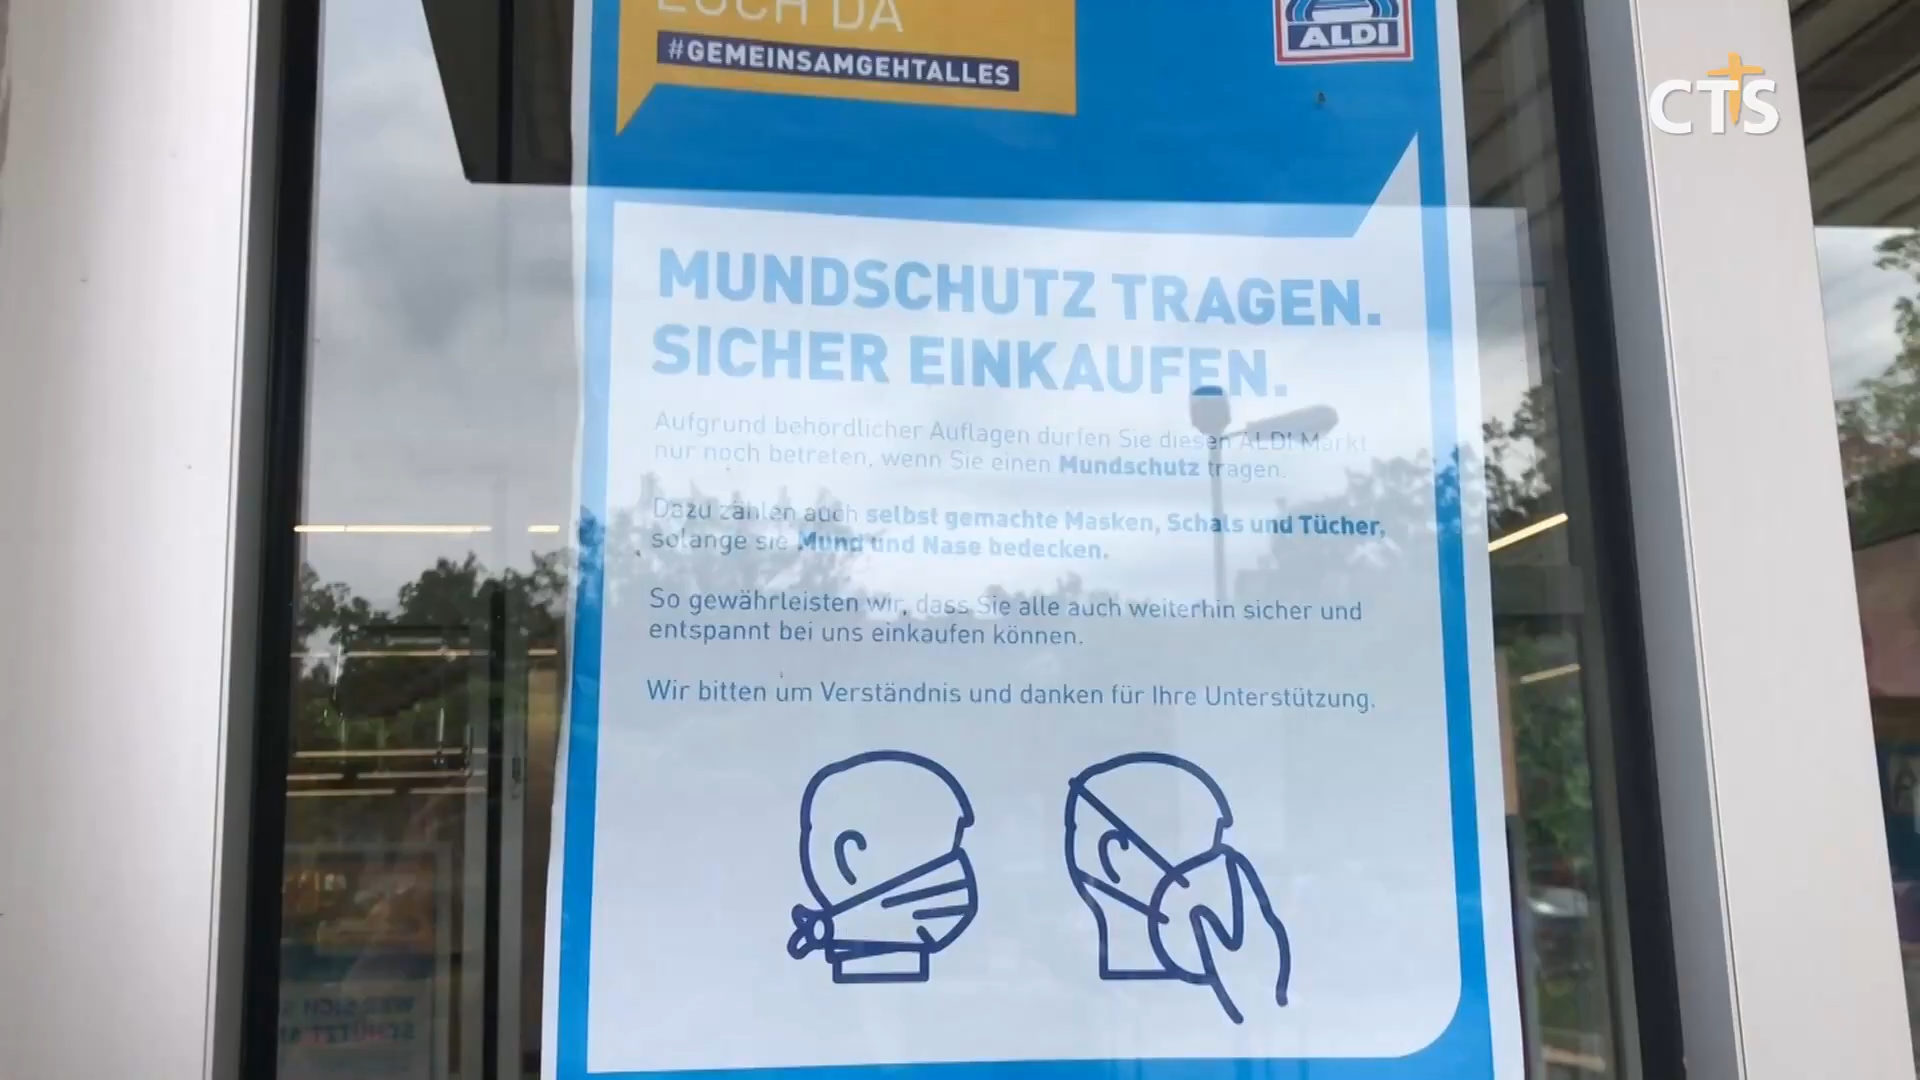 EUCH DA
#GEMEINSAMGEHTALLES
ALDI
CTS
MUNDSCHUTZ TRAGEN.
SICHER EINKAUFEN.
Aufgrund behördlicher Auflagen dürfen Sie diesen ALDI Markt
nur noch betreten, wenn Sie einen Mundschutz tragen.
Dazu zählen auch selbst gemachte Masken, Schals und Tücher,
solange sie Mund und Nase bedecken.
So gewährleisten wir, dass Sie alle auch weiterhin sicher und
entspannt bei uns einkaufen können.
Wir bitten um Verständnis und danken für Ihre Unterstützung.